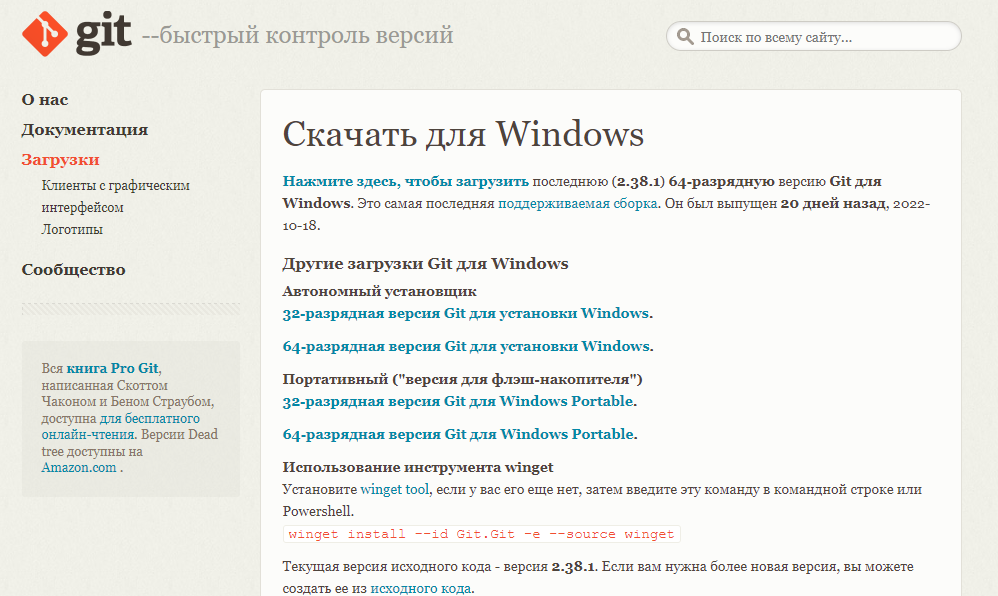 git --быстрый контроль версий
Поиск по всему сайту...
О нас
Документация
Загрузки
Клиенты с графическим
интерфейсом
Логотипы
Сообщество
Вся книга Pro Git,
написанная Скоттом
Чаконом и Беном Страубом,
доступна для бесплатного
онлайн-чтения. Версии Dead
tree доступны на
Amazon.com .
Скачать для Windows
Нажмите здесь, чтобы загрузить последнюю (2.38.1) 64-разрядную версию Git для
Windows. Это самая последняя поддерживаемая сборка. Он был выпущен 20 дней назад, 2022-
10-18.
Другие загрузки Git для Windows
Автономный установщик
32-разрядная версия Git для установки Windows.
64-разрядная версия Git для установки Windows.
Портативный ("версия для флэш-накопителя")
32-разрядная версия Git для Windows Portable.
64-разрядная версия Git для Windows Portable.
Использование инструмента winget
Установите winget tool, если у вас его еще нет, затем введите эту команду в командной строке или
Powershell.
winget install --id Git.Git -e --source winget
Текущая версия исходного кода - версия 2.38.1. Если вам нужна более новая версия, вы можете
создать ее из исходного кода.